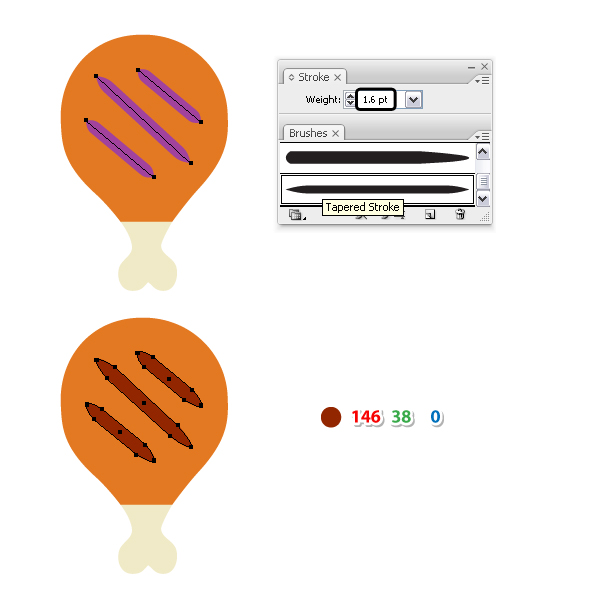 Stroke
Weight: 1.6 pt
Brushes
Tapered Stroke
146 38 0